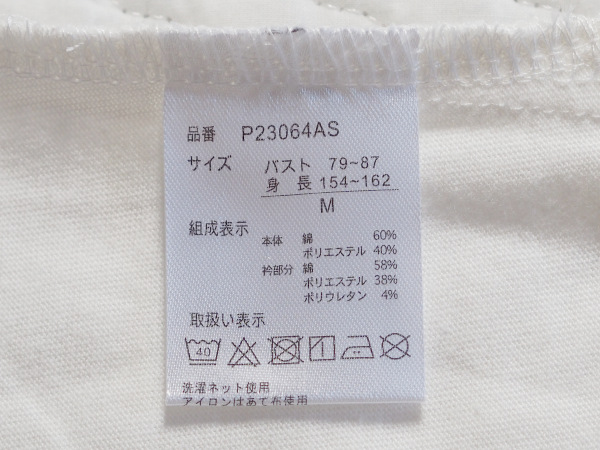 品番 P23064AS
サイズ バスト 79~87
身 長 154~162
M
組成表示
本体 綿 60%
ポリエステル 40%
衿部分 綿 58%
ポリエステル 38%
ポリウレタン 4%
取扱い表示
40
洗濯ネット使用
アイロンはあて布使用